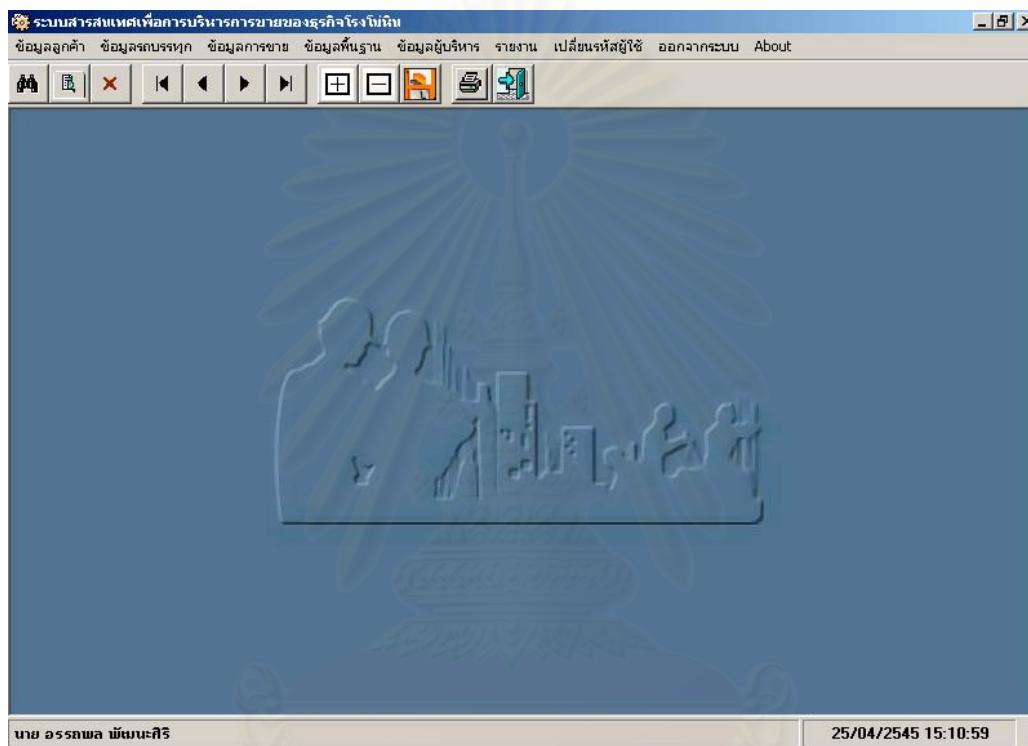 ระบบสารสนเทศเพื่อการบริหารการขายของธุรกิจโรงโม่หิน
ข้อมูลลูกค้า ข้อมูลรถบรรทุก ข้อมูลการขาย ข้อมูลพื้นฐาน ข้อมูลผู้บริหาร รายงาน เปลี่ยนรหัสผู้ใช้ ออกจากระบบ About
นาย อรรถพล พัฒนะศิริ 25/04/2545 15:10:59